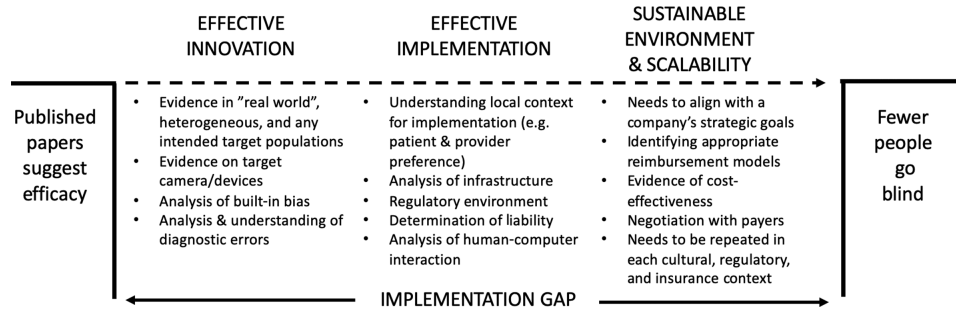 EFFECTIVE
INNOVATION
EFFECTIVE
IMPLEMENTATION
SUSTAINABLE
ENVIRONMENT
& SCALABILITY
Published
papers
suggest
efficacy
• Evidence in ”real world”,
heterogeneous, and any
intended target populations
• Evidence on target
camera/devices
• Analysis of built-in bias
• Analysis & understanding of
diagnostic errors
• Understanding local context
for implementation (e.g.
patient & provider
preference)
• Analysis of infrastructure
• Regulatory environment
• Determination of liability
• Analysis of human-computer
interaction
• Needs to align with a
company’s strategic goals
• Identifying appropriate
reimbursement models
• Evidence of cost-
effectiveness
• Negotiation with payers
• Needs to be repeated in
each cultural, regulatory,
and insurance context
Fewer
people
go
blind
IMPLEMENTATION GAP